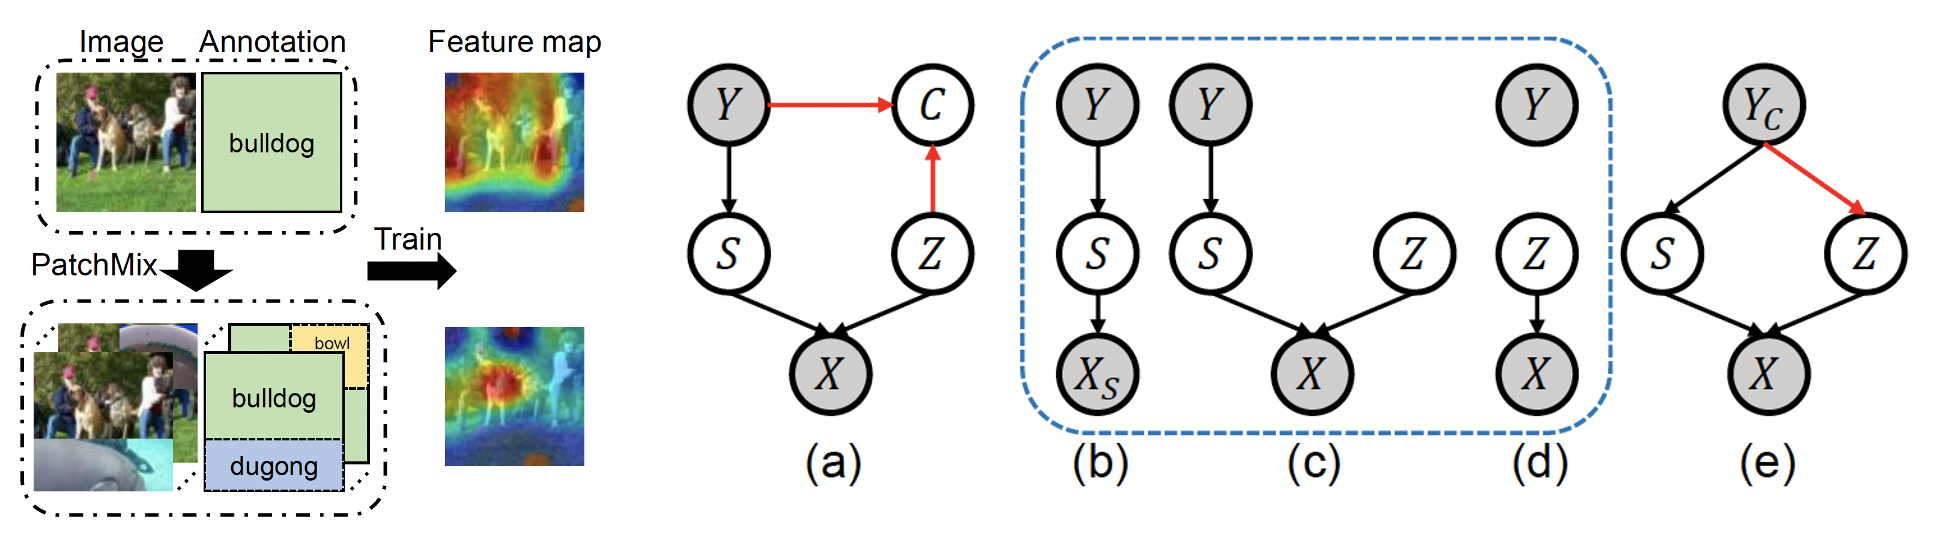 Image Annotation
Feature map
bulldog
PatchMix
Train
bowl
bulldog
dugong
Y
C
S
Z
X
(a)
Y
S
X_S
(b)
Y
S
Z
X
(c)
Y
Z
X
(d)
Y_C
S
Z
X
(e)